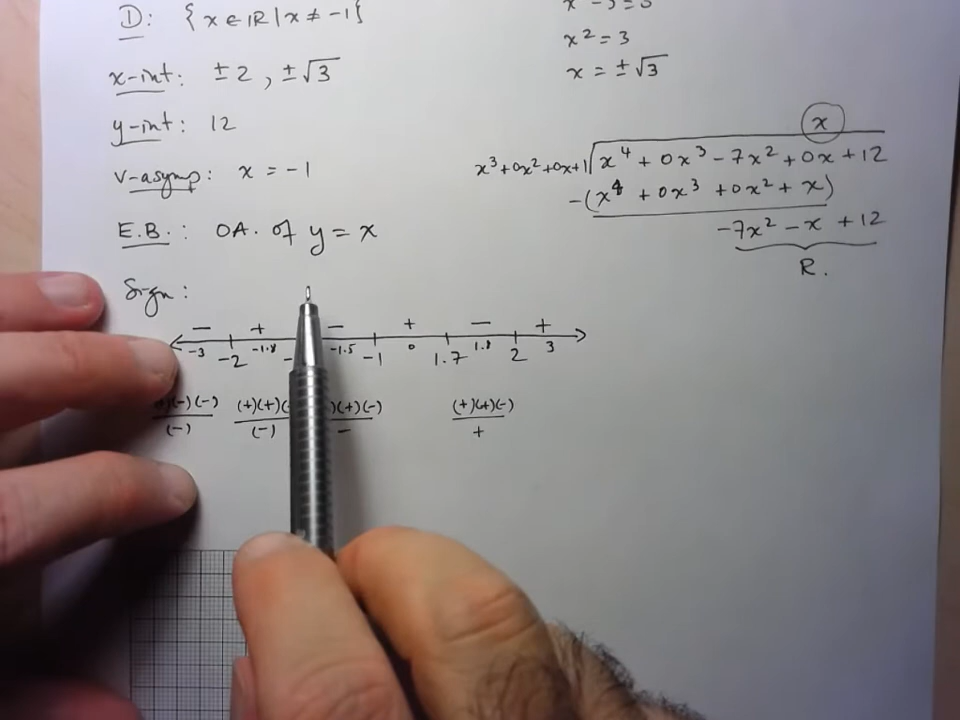 D: {x ∈ ℝ | x ≠ -1}
x-int: ±2, ±√3
y-int: 12
v-asymp: x = -1
E.B.: OA. of y = x
Sign:
− + − + − +
-3 -2 -1.8 -1.5 -1 0 1.7 1.8 2 3
(-)(-) (+)(+) (+)(-) (+)(+)(-)
(-) (-) − +
x² = 3
x = ±√3
x
x³+0x²+0x+1 √ x⁴ + 0x³ - 7x² + 0x + 12
-(x⁴ + 0x³ + 0x² + x)
-7x² - x + 12
R.